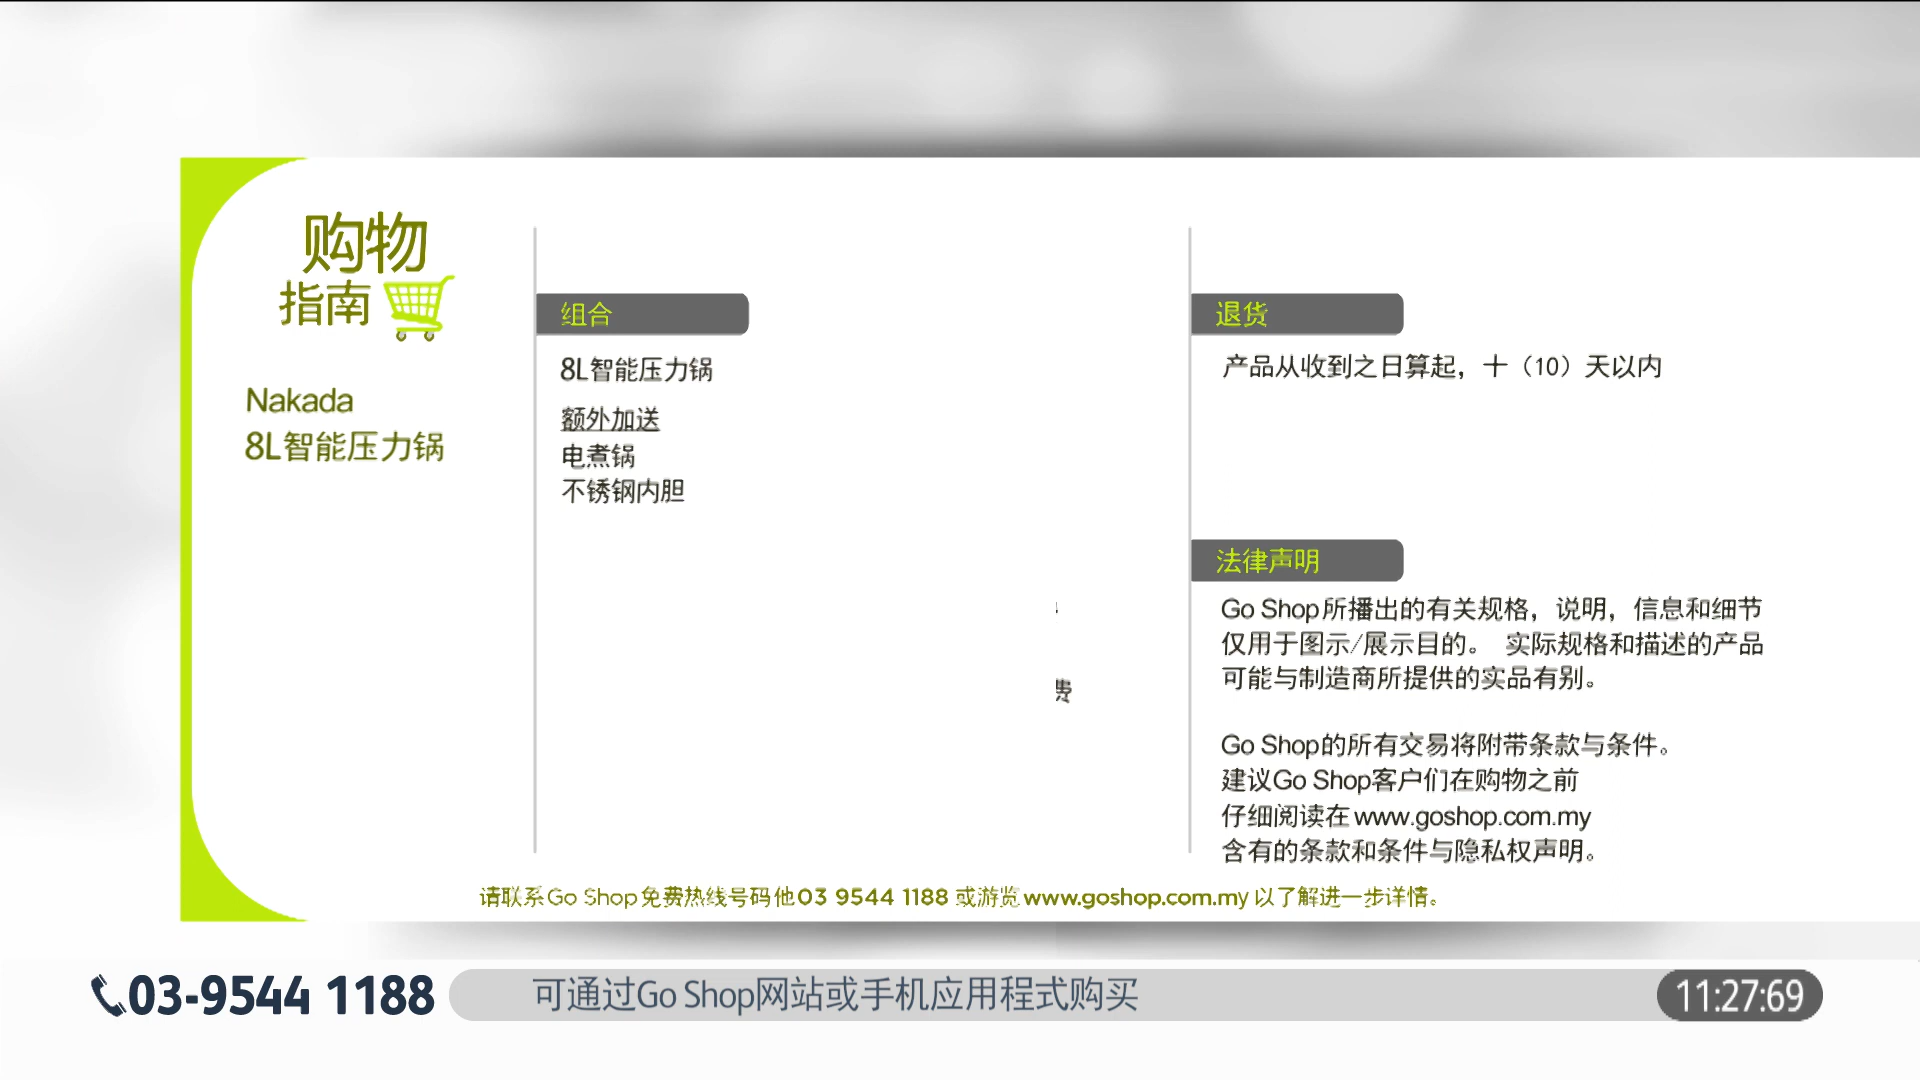 购物
指南
Nakada
8L智能压力锅
组合
8L智能压力锅
额外加送
电煮锅
不锈钢内胆
费
退货
产品从收到之日算起，十（10）天以内
法律声明
Go Shop所播出的有关规格，说明，信息和细节
仅用于图示/展示目的。 实际规格和描述的产品
可能与制造商所提供的实品有别。
Go Shop的所有交易将附带条款与条件。
建议Go Shop客户们在购物之前
仔细阅读在www.goshop.com.my
含有的条款和条件与隐私权声明。
请联系Go Shop免费热线号码他03 9544 1188 或游览www.goshop.com.my 以了解进一步详情。
03-9544 1188
可通过Go Shop网站或手机应用程式购买
11:27:69